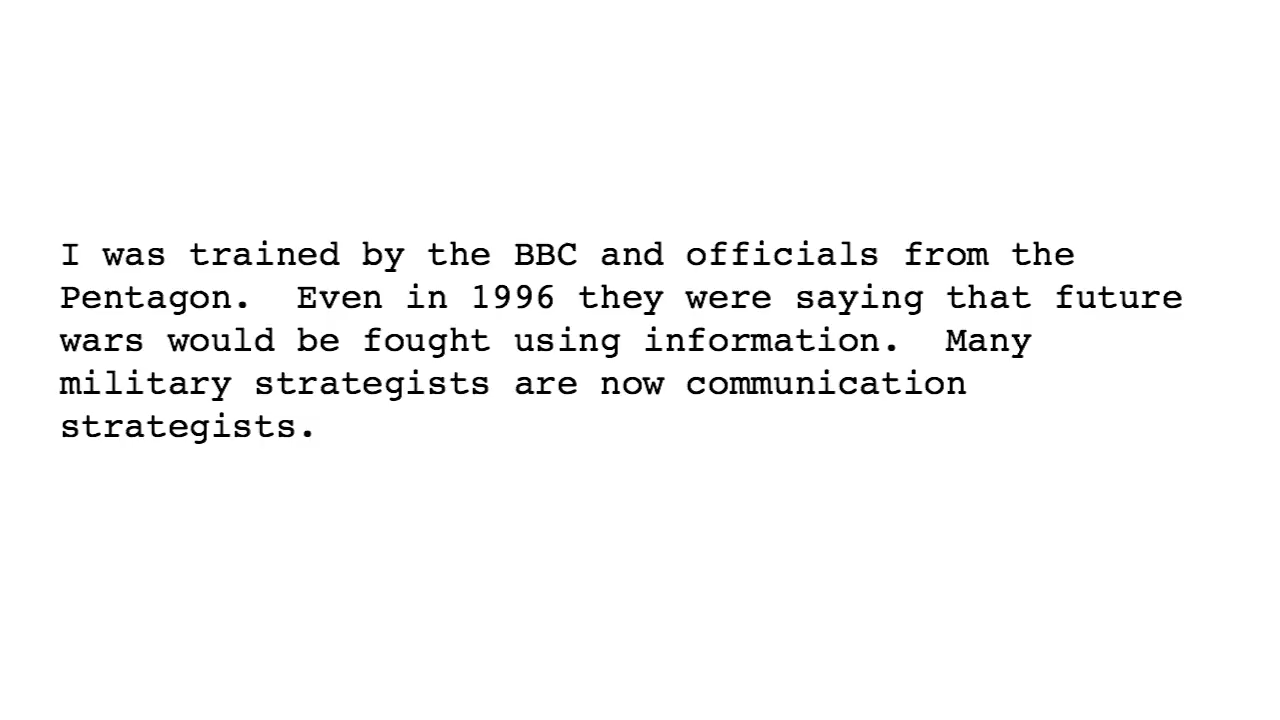 I was trained by the BBC and officials from the
Pentagon.  Even in 1996 they were saying that future
wars would be fought using information.  Many
military strategists are now communication
strategists.